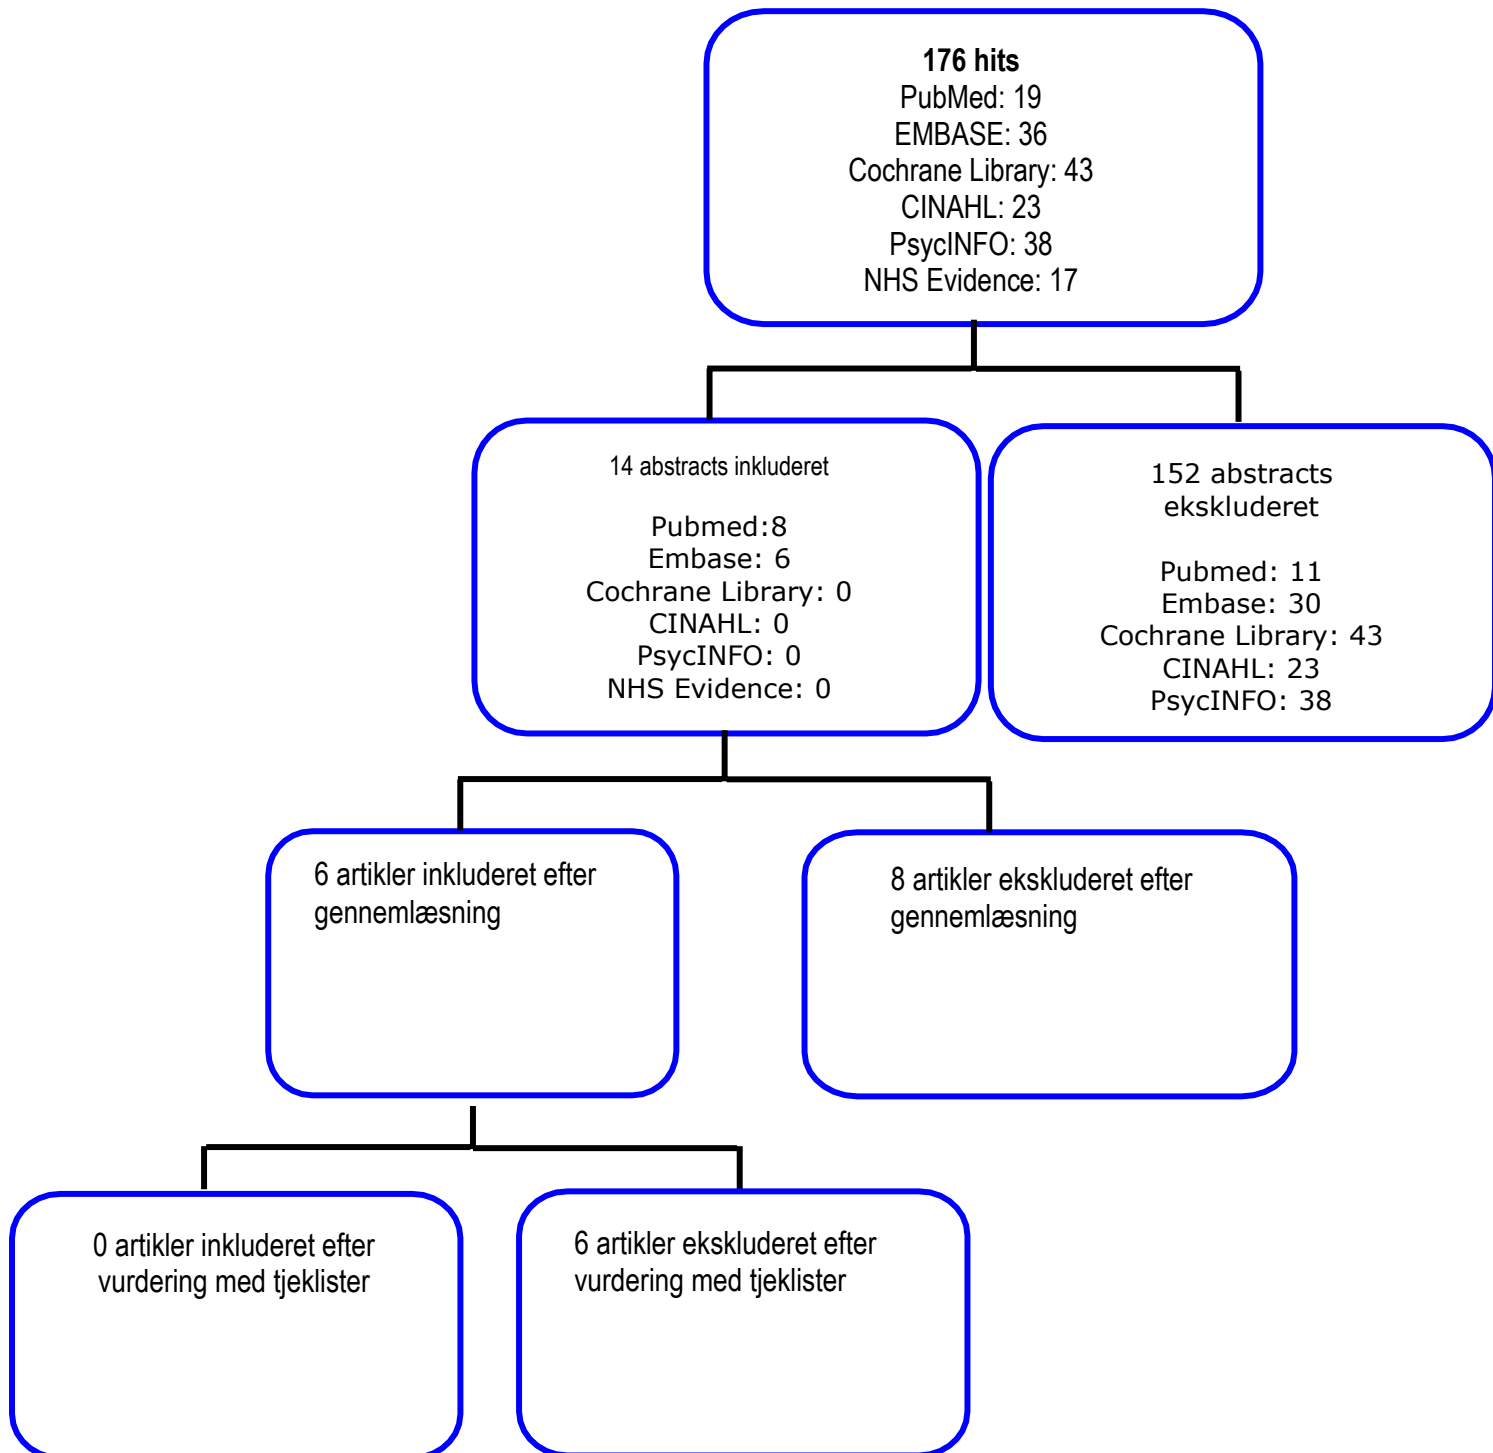 176 hits
PubMed: 19
EMBASE: 36
Cochrane Library: 43
CINAHL: 23
PsycINFO: 38
NHS Evidence: 17
14 abstracts inkluderet
Pubmed:8
Embase: 6
Cochrane Library: 0
CINAHL: 0
PsycINFO: 0
NHS Evidence: 0
152 abstracts
ekskluderet
Pubmed: 11
Embase: 30
Cochrane Library: 43
CINAHL: 23
PsycINFO: 38
6 artikler inkluderet efter
gennemlæsning
8 artikler ekskluderet efter
gennemlæsning
0 artikler inkluderet efter
vurdering med tjeklister
6 artikler ekskluderet efter
vurdering med tjeklister